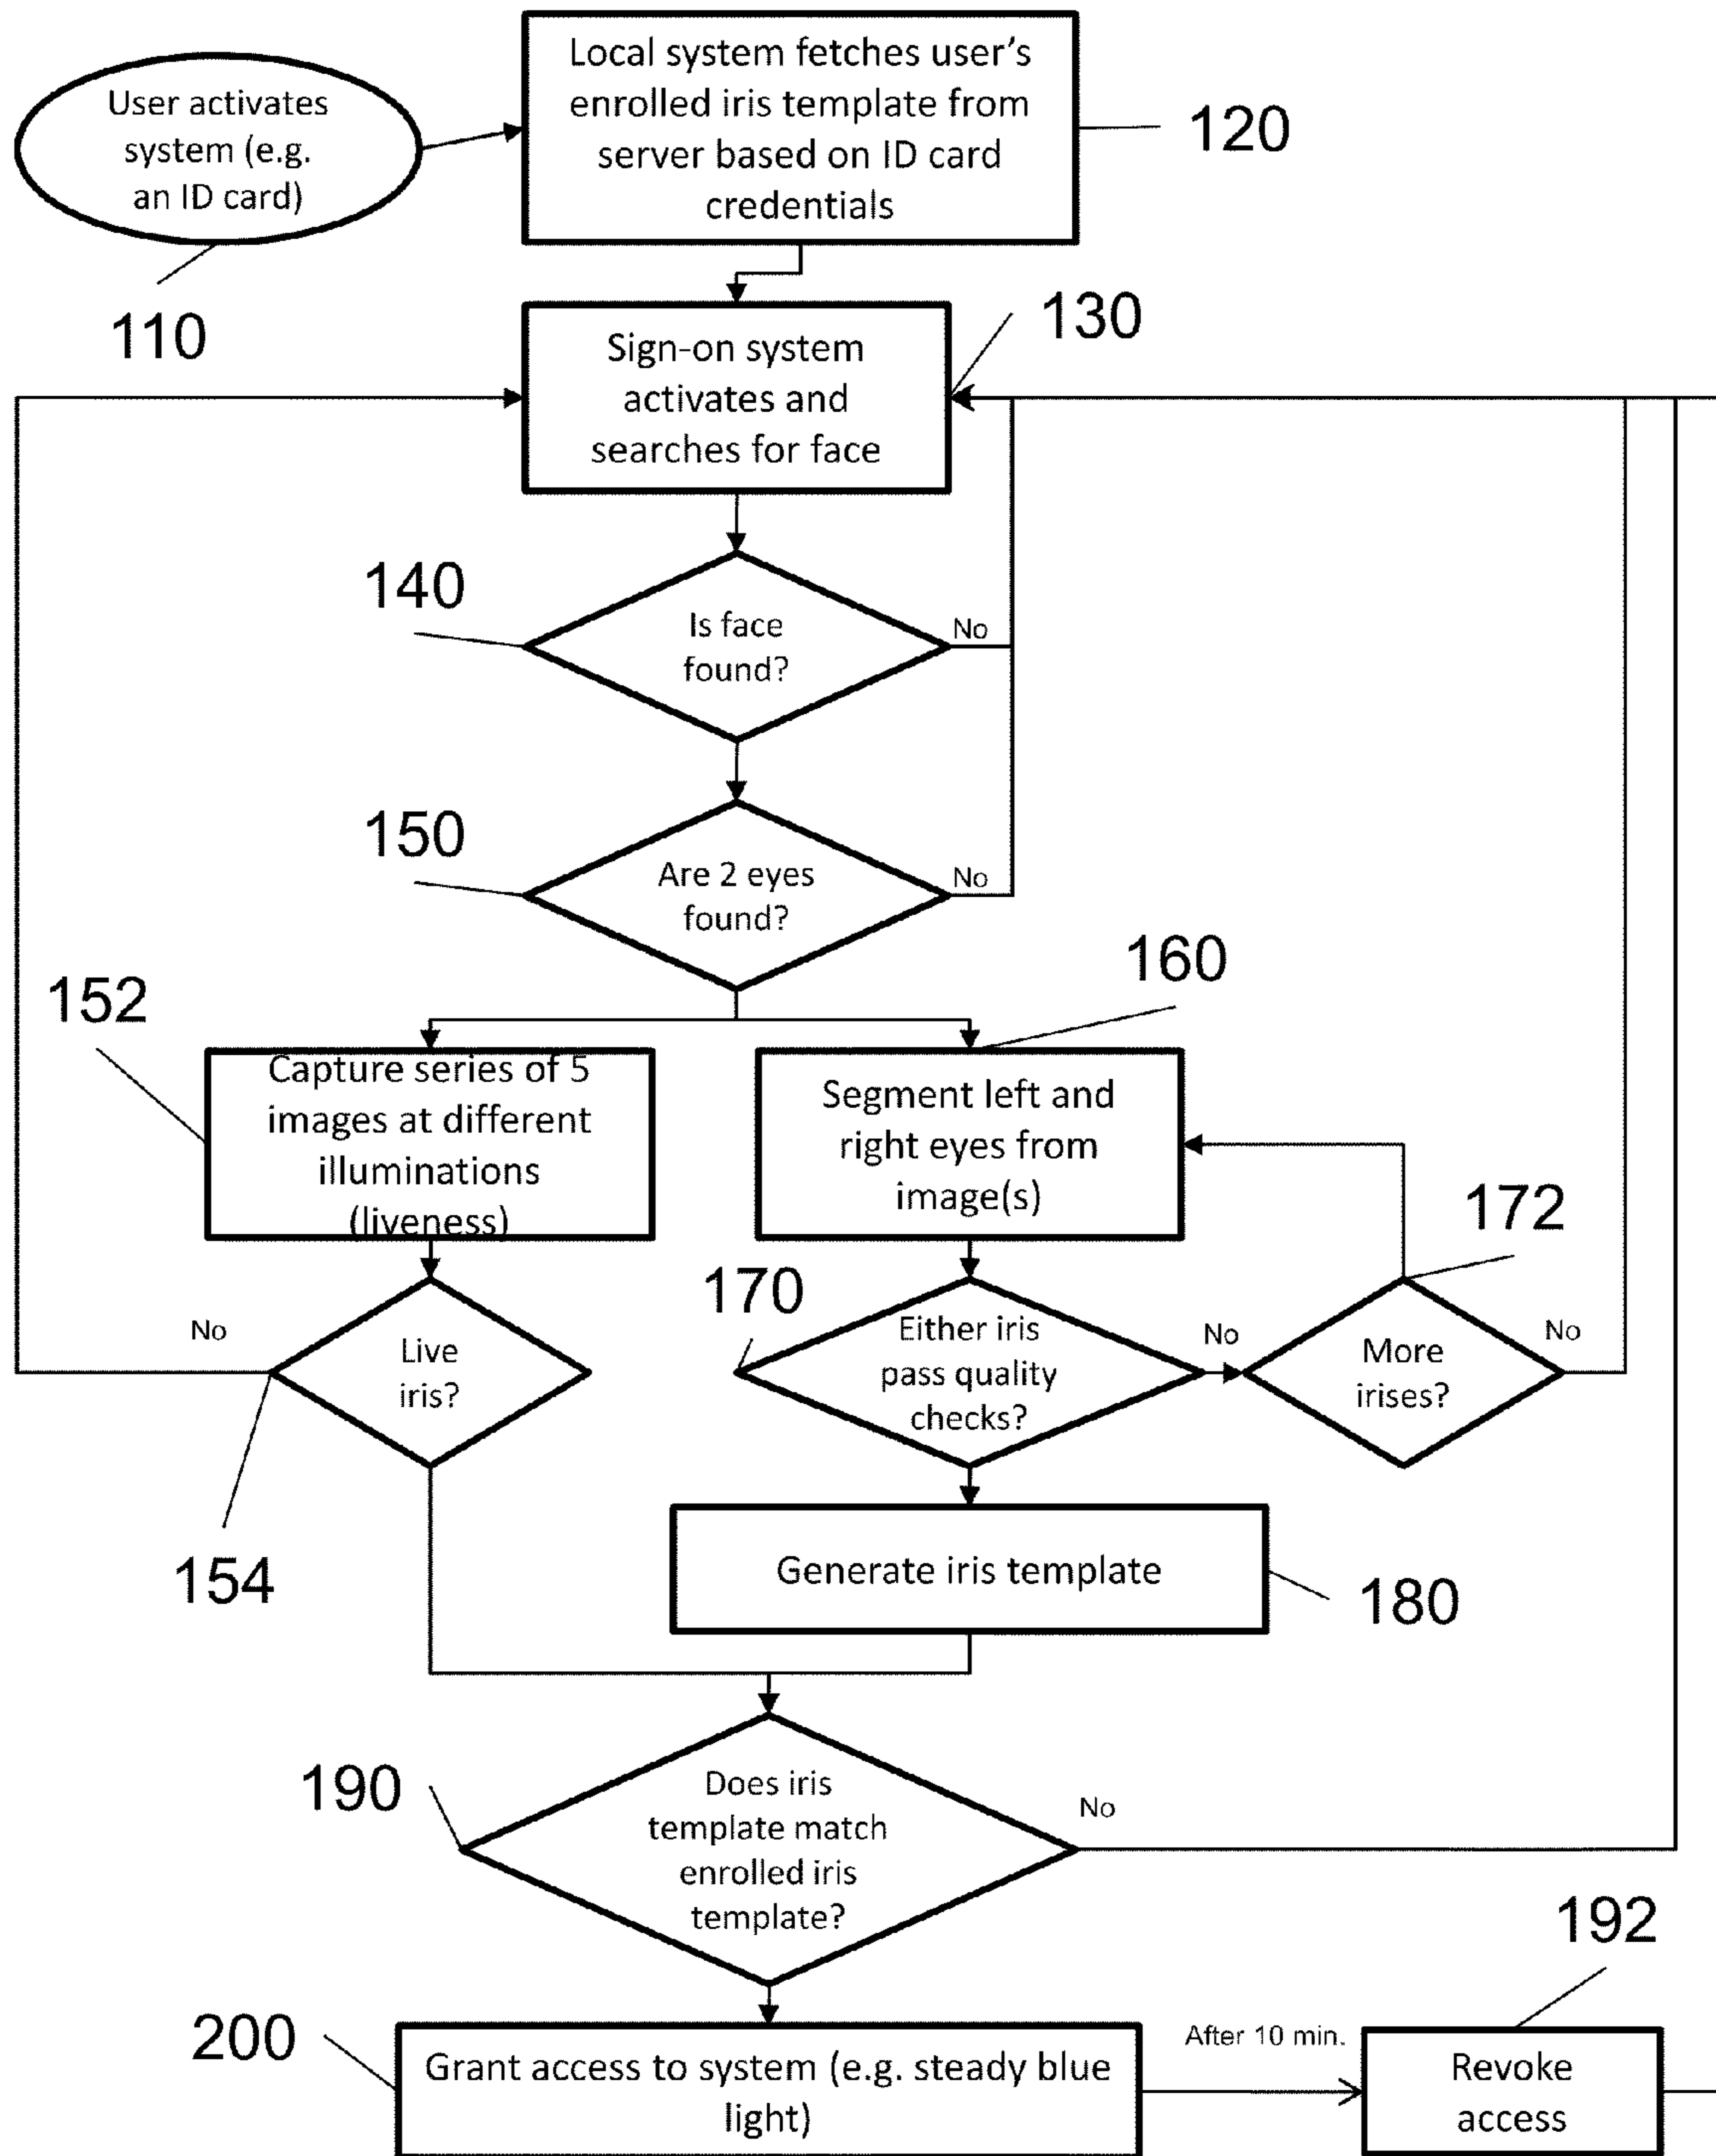 User activates
system (e.g.
an ID card)
110
Local system fetches user's
enrolled iris template from
server based on ID card
credentials
120
Sign-on system
activates and
searches for face
130
140
Is face
found?
No
150
Are 2 eyes
found?
No
152
Capture series of 5
images at different
illuminations
(liveness)
160
Segment left and
right eyes from
image(s)
172
170
No
Live
iris?
154
Either iris
pass quality
checks?
No
More
irises?
No
Generate iris template
180
190
Does iris
template match
enrolled iris
template?
No
192
200
Grant access to system (e.g. steady blue
light)
After 10 min.
Revoke
access